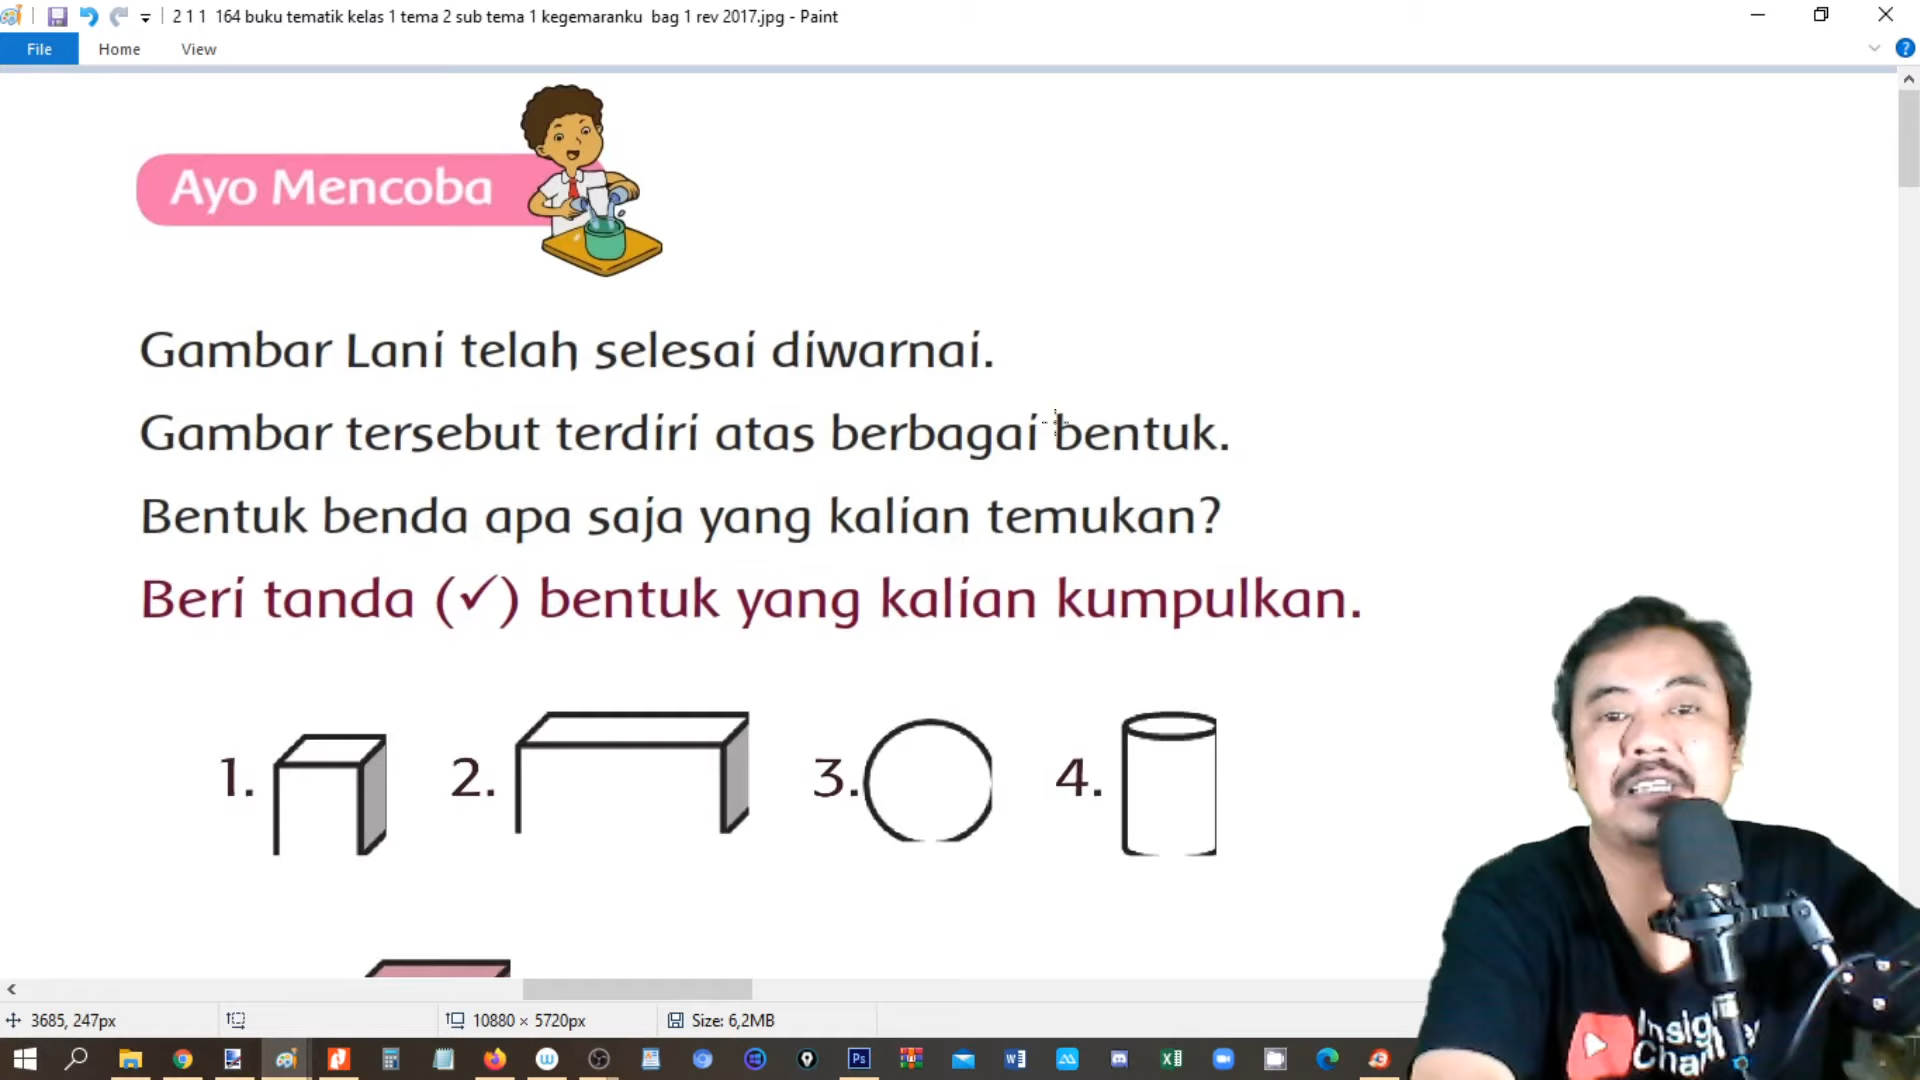 2 1 1 164 buku tematik kelas 1 tema 2 sub tema 1 kegemaranku bag 1 rev 2017.jpg - Paint
File Home View
Ayo Mencoba
Gambar Lani telah selesai diwarnai.
Gambar tersebut terdiri atas berbagai bentuk.
Bentuk benda apa saja yang kalian temukan?
Beri tanda (✓) bentuk yang kalian kumpulkan.
1. 2. 3. 4.
3685, 247px 10880 × 5720px Size: 6,2MB